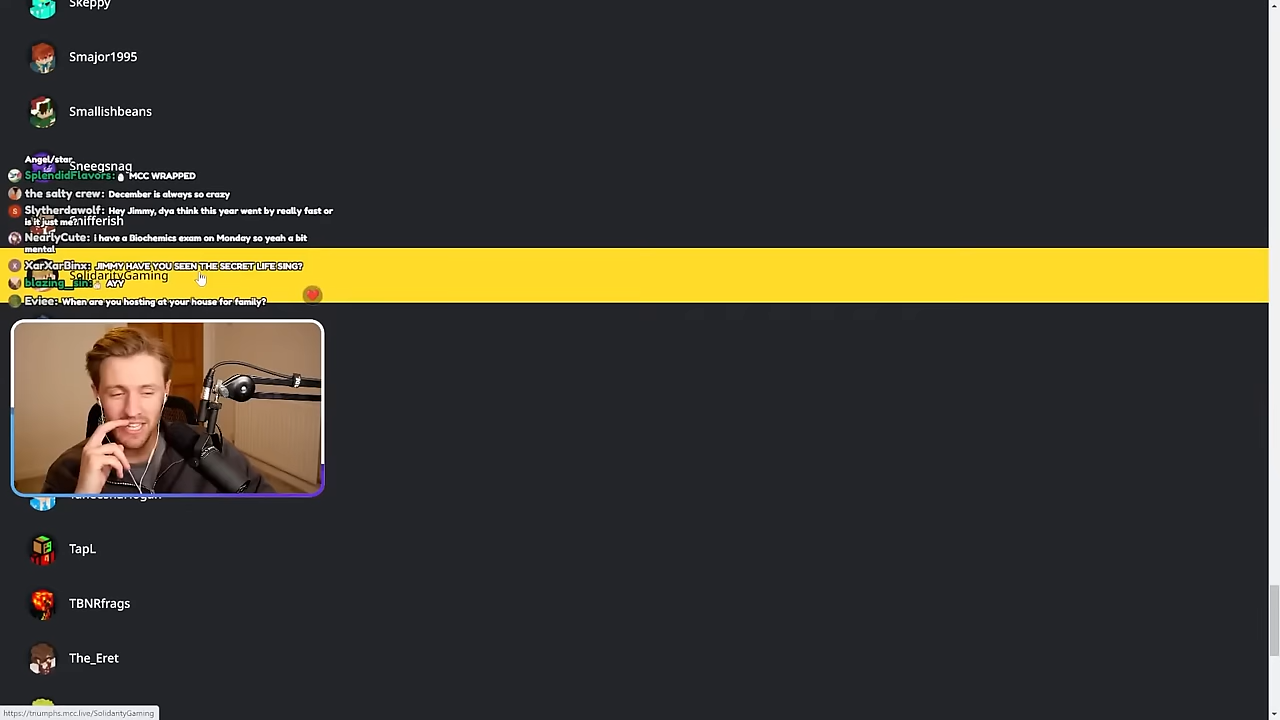 Skeppy
Smajor1995
Smallishbeans
Angel/star
Sneegsnag
SplendidFlavors: MCC WRAPPED
the salty crew: December is always so crazy
Slytherdawolf: Hey Jimmy, dya think this year went by really fast or
is it just me?
Snifferish
NearlyCute: i have a Biochemics exam on Monday so yeah a bit
mental
XarXarBinx: JIMMY HAVE YOU SEEN THE SECRET LIFE SING?
SolidarityGaming
blazing_sin: AYY
Eviee: When are you hosting at your house for family?
TapL
TBNRfrags
The_Eret
https://triumphs.mcc.live/SolidarityGaming